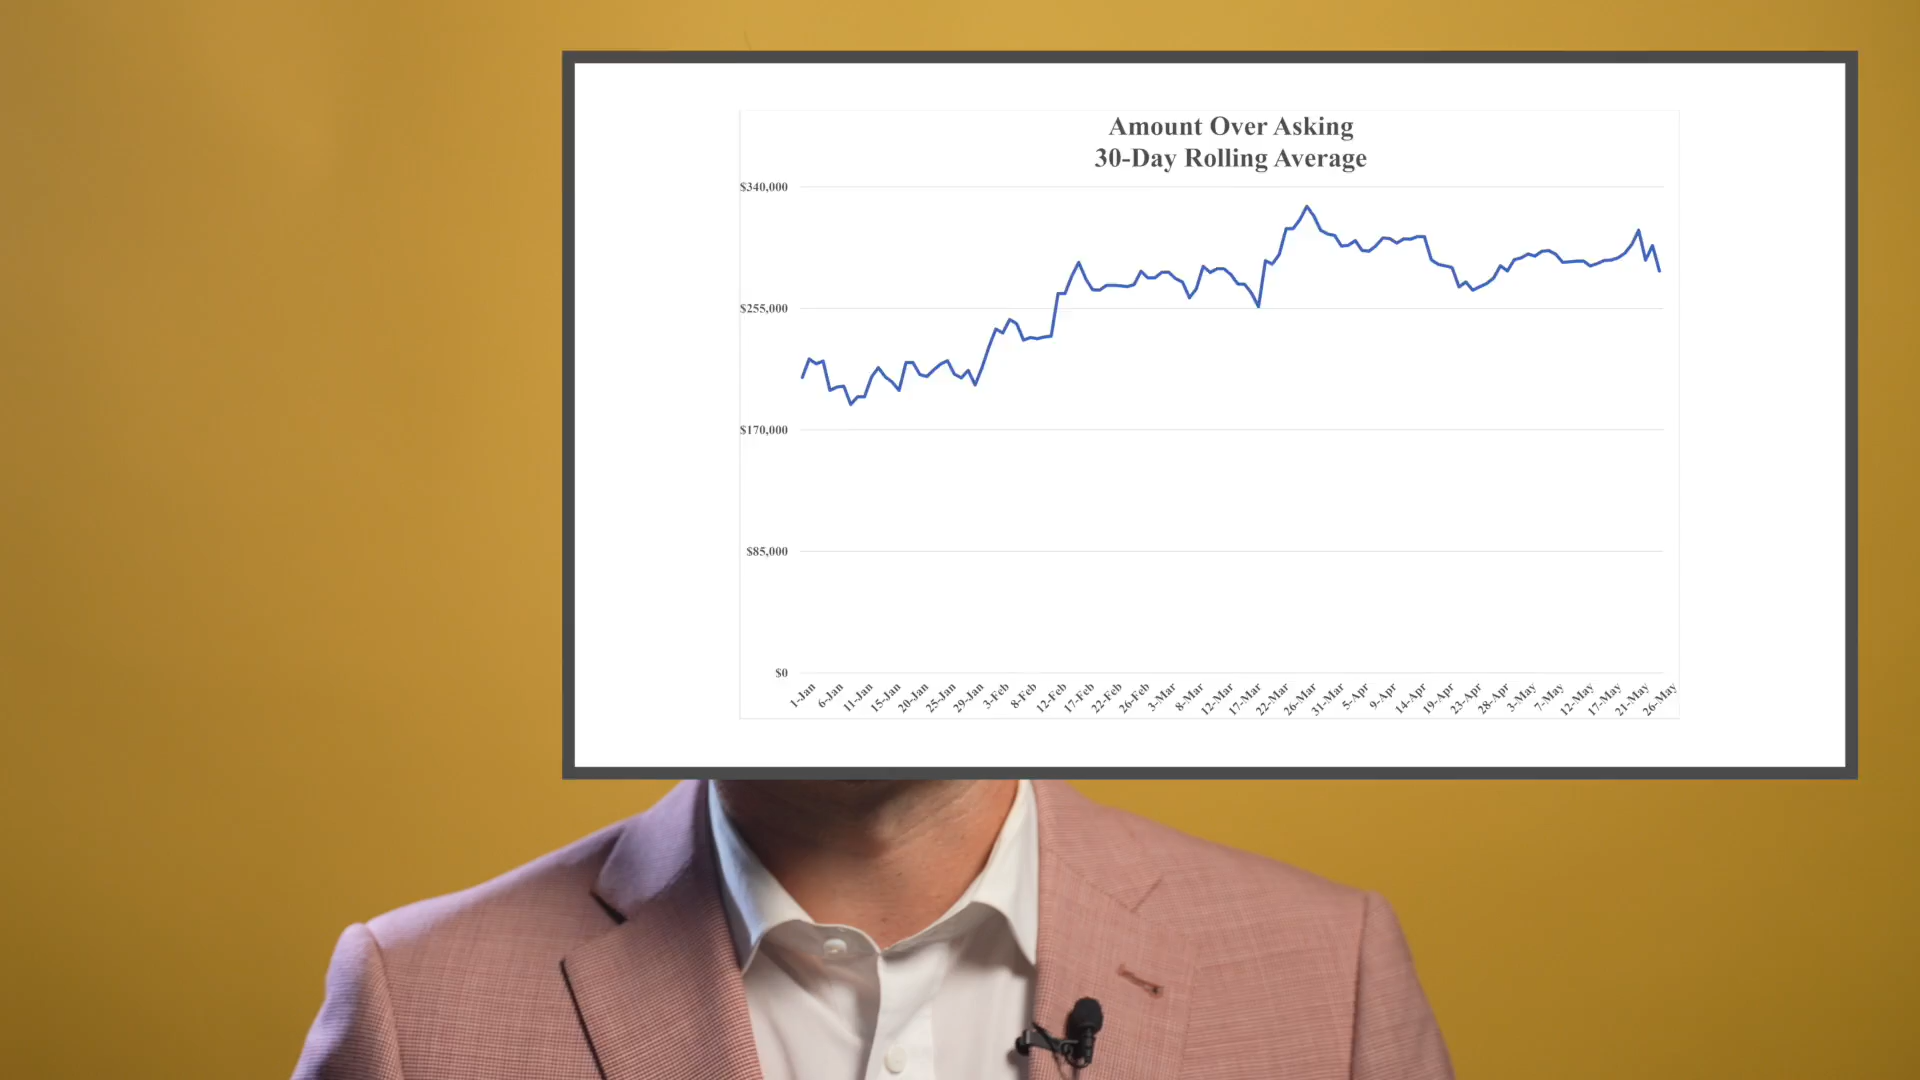 Amount Over Asking
30-Day Rolling Average
$340,000
$255,000
$170,000
$85,000
$0
1-Jan
6-Jan
11-Jan
15-Jan
20-Jan
25-Jan
29-Jan
3-Feb
8-Feb
12-Feb
17-Feb
22-Feb
26-Feb
3-Mar
8-Mar
12-Mar
17-Mar
22-Mar
26-Mar
31-Mar
5-Apr
9-Apr
14-Apr
19-Apr
23-Apr
28-Apr
3-May
7-May
12-May
17-May
21-May
26-May